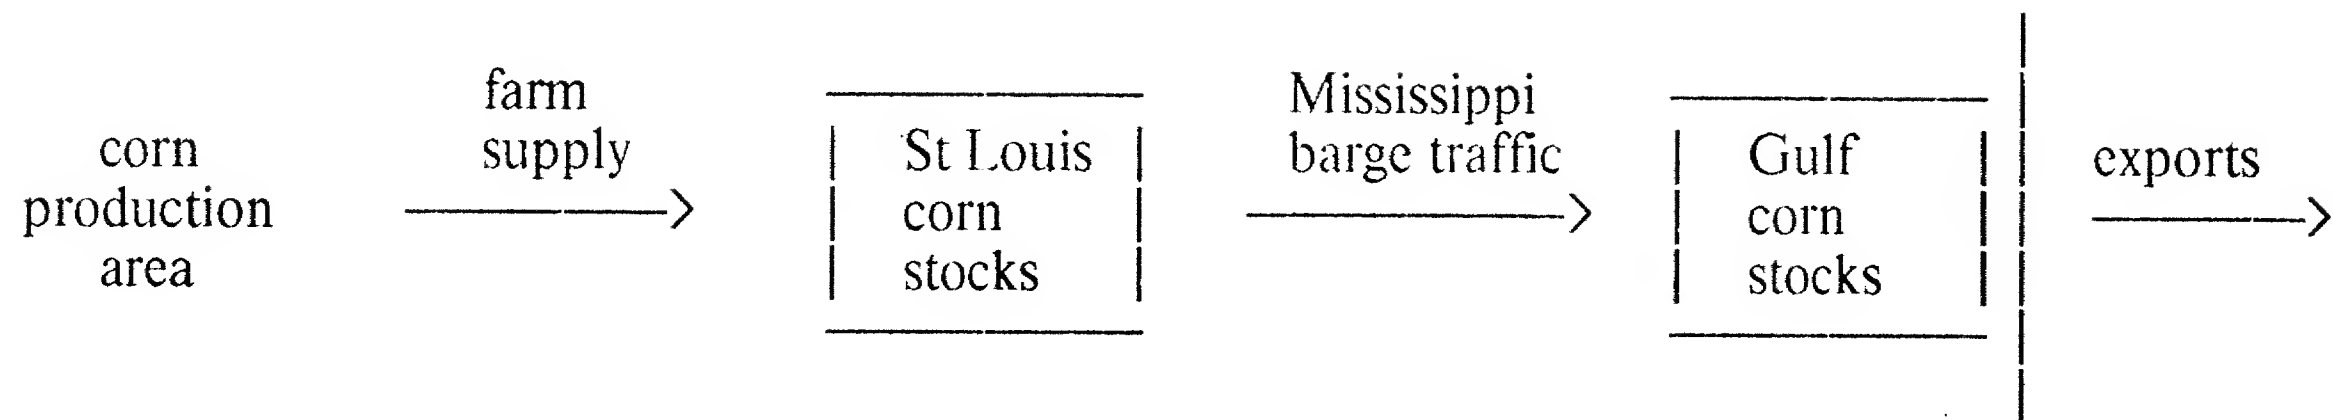 corn
production
area
farm
supply
St Louis
corn
stocks
Mississippi
barge traffic
Gulf
corn
stocks
exports